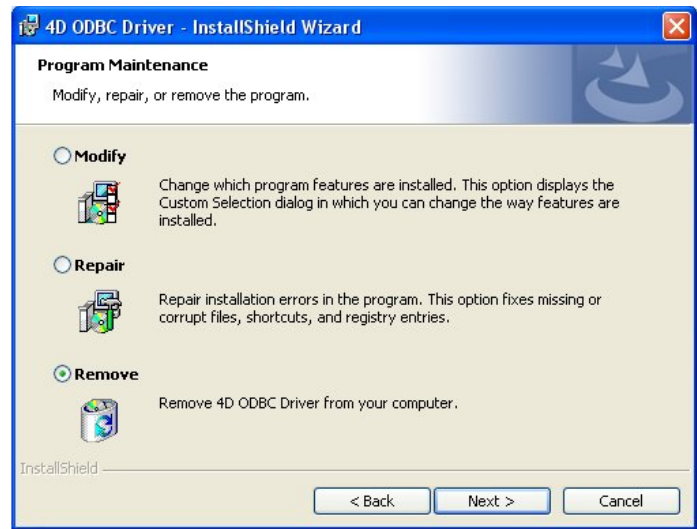 4D ODBC Driver - InstallShield Wizard
Program Maintenance
Modify, repair, or remove the program.
Modify
Change which program features are installed. This option displays the
Custom Selection dialog in which you can change the way features are
installed.
Repair
Repair installation errors in the program. This option fixes missing or
corrupt files, shortcuts, and registry entries.
Remove
Remove 4D ODBC Driver from your computer.
InstallShield
< Back Next > Cancel